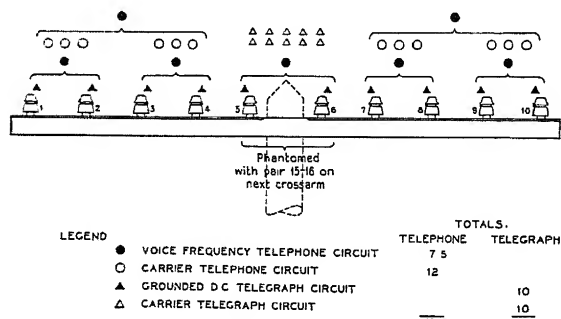 1 2 3 4 5 6 7 8 9 10
Phantomed
with pair 15-16 on
next crossarm
TOTALS.
LEGEND TELEPHONE TELEGRAPH
VOICE FREQUENCY TELEPHONE CIRCUIT 7 5
CARRIER TELEPHONE CIRCUIT 12
GROUNDED D C TELEGRAPH CIRCUIT 10
CARRIER TELEGRAPH CIRCUIT 10